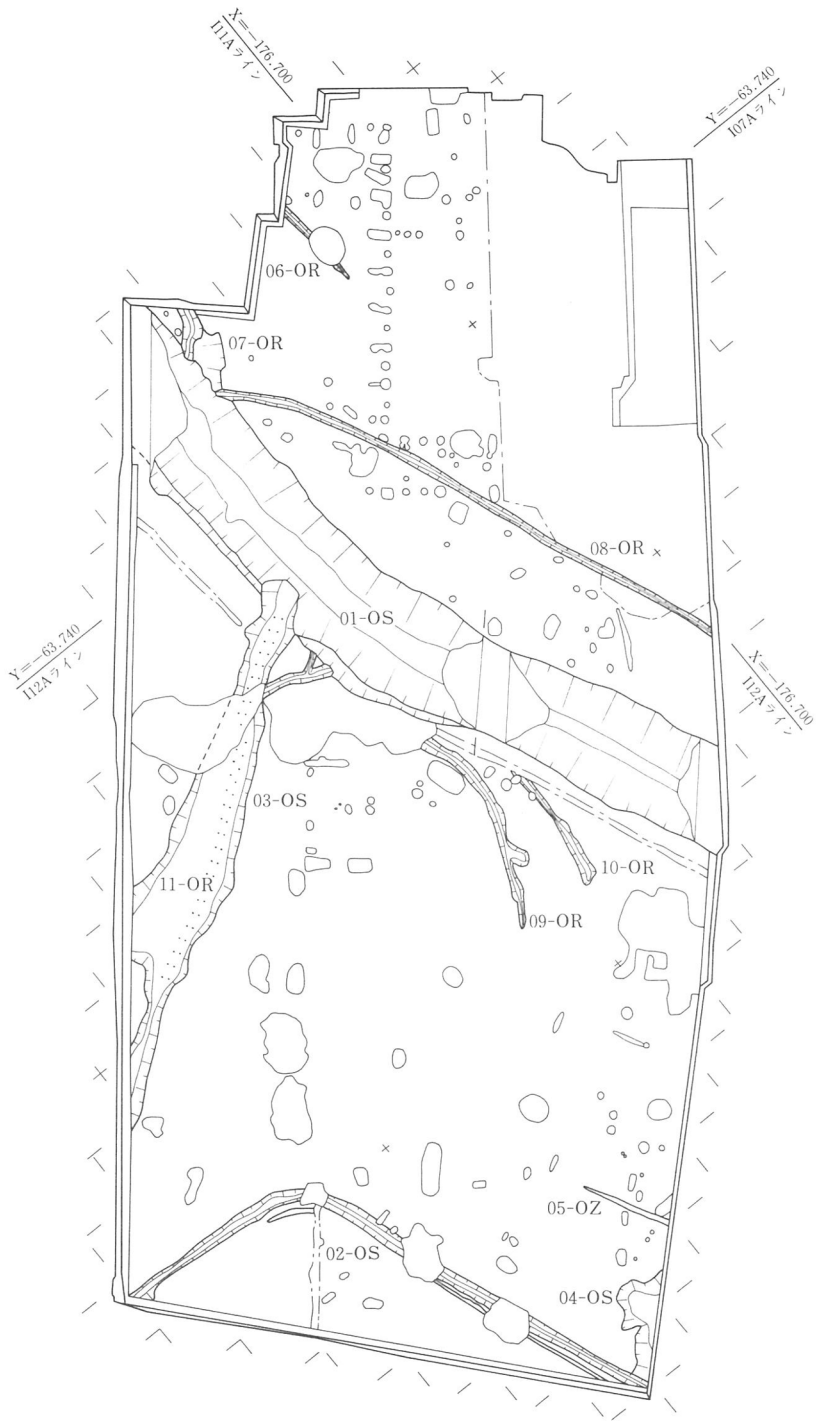 X=-176.700
I11Aライン
Y=-63.740
I07Aライン
06-OR
07-OR
08-OR
01-OS
Y=-63.740
I12Aライン
X=-176.700
I12Aライン
03-OS
10-OR
11-OR
09-OR
05-OZ
02-OS
04-OS